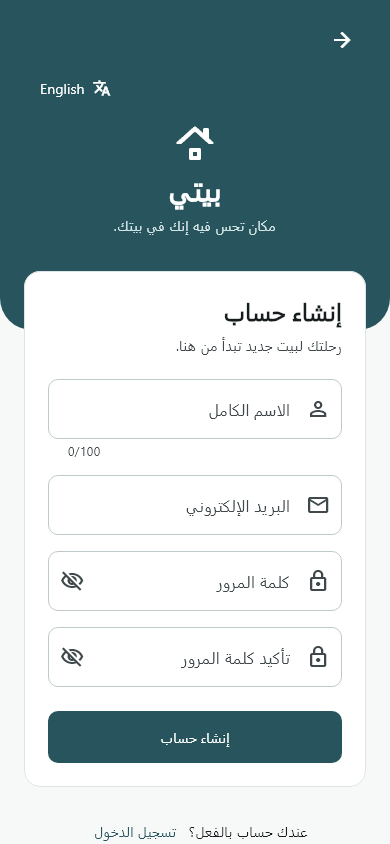 English
بيتي
مكان تحس فيه إنك في بيتك.
إنشاء حساب
رحلتك لبيت جديد تبدأ من هنا.
الاسم الكامل
0/100
البريد الإلكتروني
كلمة المرور
تأكيد كلمة المرور
إنشاء حساب
عندك حساب بالفعل؟ تسجيل الدخول